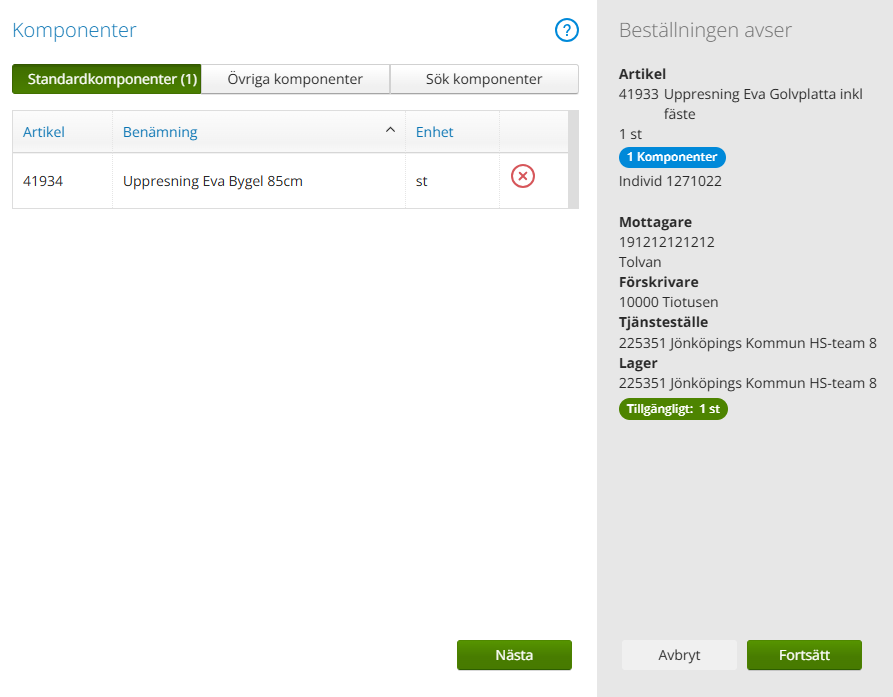 Komponenter
?
Standardkomponenter (1)
Övriga komponenter
Sök komponenter
Artikel
Benämning
Enhet
41934
Uppresning Eva Bygel 85cm
st
Nästa
Beställningen avser
Artikel
41933 Uppresning Eva Golvplatta inkl
fäste
1 st
1 Komponenter
Individ 1271022
Mottagare
191212121212
Tolvan
Förskrivare
10000 Tiotusen
Tjänsteställe
225351 Jönköpings Kommun HS-team 8
Lager
225351 Jönköpings Kommun HS-team 8
Tillgängligt: 1 st
Avbryt
Fortsätt